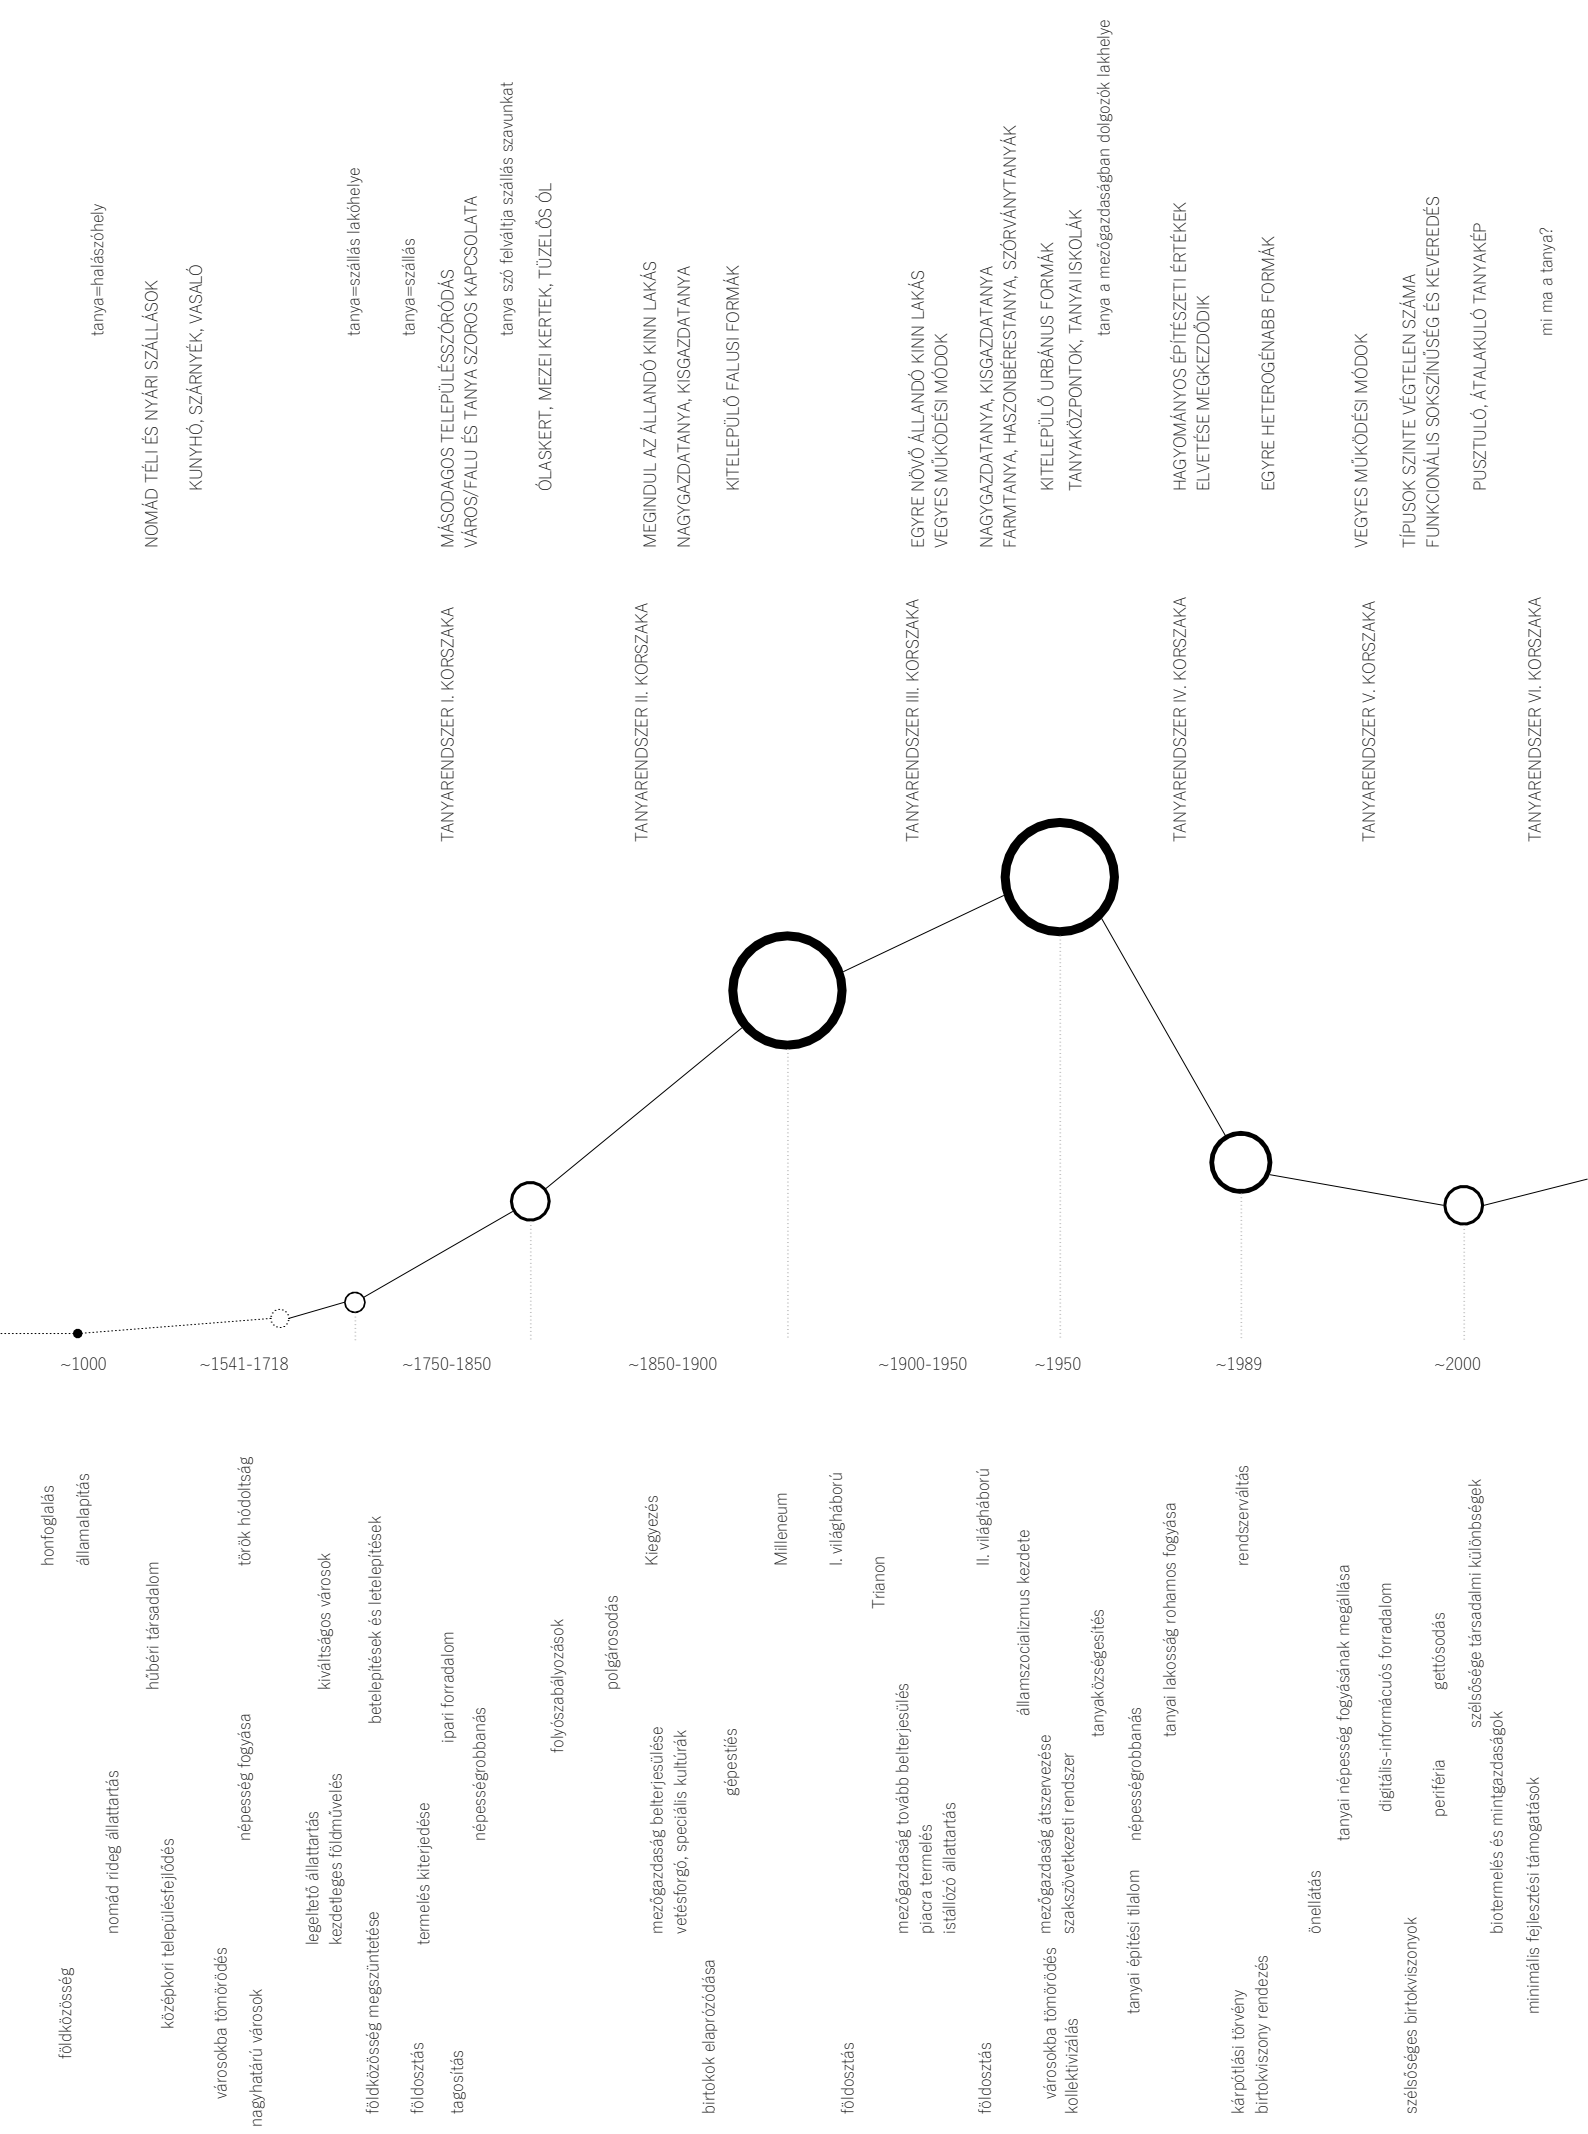 tanya=halászóhely
NOMÁD TÉLI ÉS NYÁRI SZÁLLÁSOK
KUNYHÓ, SZÁRNYÉK, VASALÓ
tanya=szállás lakóhelye
tanya=szállás
MÁSODAGOS TELEPÜLÉSSZÓRÓDÁS
VÁROS/FALU ÉS TANYA SZOROS KAPCSOLATA
tanya szó felváltja szállás szavunkat
ÓLASKERT, MEZEI KERTEK, TÜZELŐS ÓL
MEGINDUL AZ ÁLLANDÓ KINN LAKÁS
NAGYGAZDATANYA, KISGAZDATANYA
KITELEPÜLŐ FALUSI FORMÁK
EGYRE NÖVŐ ÁLLANDÓ KINN LAKÁS
VEGYES MŰKÖDÉSI MÓDOK
NAGYGAZDATANYA, KISGAZDATANYA
FARMTANYA, HASZONBÉRESTANYA, SZÓRVÁNYTANYÁK
KITELEPÜLŐ URBÁNUS FORMÁK
TANYAKÖZPONTOK, TANYAI ISKOLÁK
tanya a mezőgazdaságban dolgozók lakhelye
HAGYOMÁNYOS ÉPÍTÉSZETI ÉRTÉKEK
ELVETÉSE MEGKEZDŐDIK
EGYRE HETEROGÉNABB FORMÁK
VEGYES MŰKÖDÉSI MÓDOK
TÍPUSOK SZINTE VÉGTELEN SZÁMA
FUNKCIONÁLIS SOKSZÍNŰSÉG ÉS KEVEREDÉS
PUSZTULÓ, ÁTALAKULÓ TANYAKÉP
mi ma a tanya?
TANYARENDSZER I. KORSZAKA
TANYARENDSZER II. KORSZAKA
TANYARENDSZER III. KORSZAKA
TANYARENDSZER IV. KORSZAKA
TANYARENDSZER V. KORSZAKA
TANYARENDSZER VI. KORSZAKA
~1000
~1541-1718
~1750-1850
~1850-1900
~1900-1950
~1950
~1989
~2000
honfoglalás
államalapítás
török hódoltság
Kiegyezés
Milleneum
I. világháború
Trianon
II. világháború
rendszerváltás
hűbéri társadalom
kiváltságos városok
betelepítések és letelepítések
ipari forradalom
folyószabályozások
polgárosodás
államszocializmus kezdete
tanyaközségesítés
tanyai lakosság rohamos fogyása
tanyai népesség fogyásának megállása
digitális-informácuós forradalom
gettósodás
szélsősége társadalmi különbségek
népesség fogyása
népességrobbanás
népességrobbanás
periféria
nomád rideg állattartás
középkori településfejlődés
legeltető állattartás
kezdetleges földművelés
termelés kiterjedése
mezőgazdaság belterjesülése
vetésforgó, speciális kultúrák
gépestiés
mezőgazdaság tovább belterjesülés
piacra termelés
istállózó állattartás
mezőgazdaság átszervezése
szakszövetkezeti rendszer
tanyai építési tilalom
önellátás
biotermelés és mintgazdaságok
minimális fejlesztési támogatások
földközösség
városokba tömörödés
nagyhatárú városok
földközösség megszüntetése
földosztás
tagosítás
birtokok elaprózódása
földosztás
földosztás
városokba tömörödés
kollektivizálás
kárpótlási törvény
birtokviszony rendezés
szélsőséges birtokviszonyok